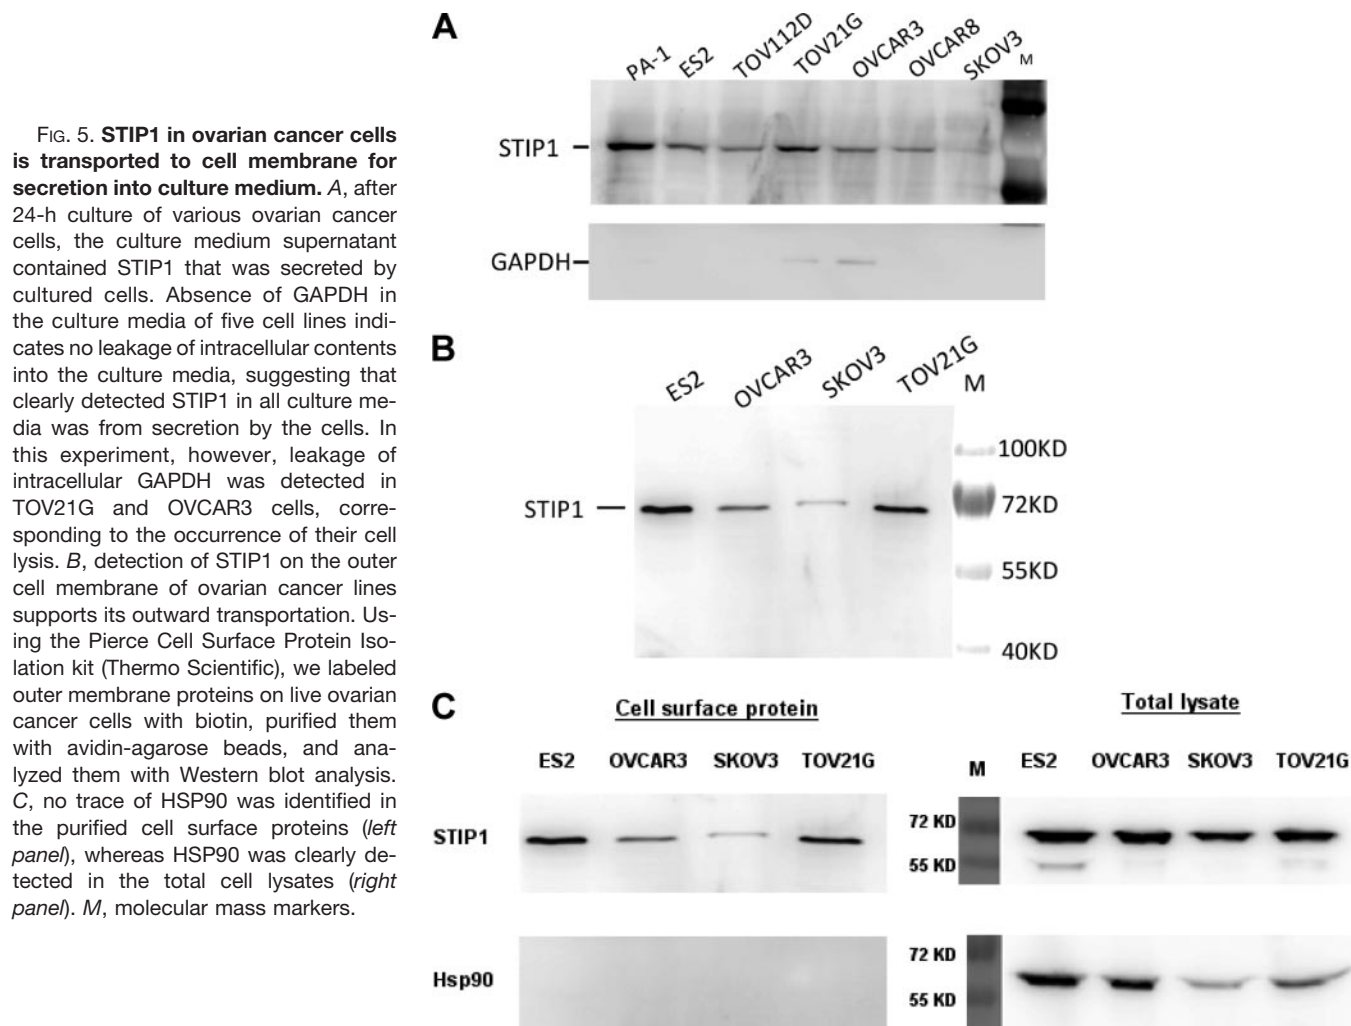 FIG. 5. STIP1 in ovarian cancer cells
is transported to cell membrane for
secretion into culture medium. A, after
24-h culture of various ovarian cancer
cells, the culture medium supernatant
contained STIP1 that was secreted by
cultured cells. Absence of GAPDH in
the culture media of five cell lines indi-
cates no leakage of intracellular contents
into the culture media, suggesting that
clearly detected STIP1 in all culture me-
dia was from secretion by the cells. In
this experiment, however, leakage of
intracellular GAPDH was detected in
TOV21G and OVCAR3 cells, corre-
sponding to the occurrence of their cell
lysis. B, detection of STIP1 on the outer
cell membrane of ovarian cancer lines
supports its outward transportation. Us-
ing the Pierce Cell Surface Protein Iso-
lation kit (Thermo Scientific), we labeled
outer membrane proteins on live ovarian
cancer cells with biotin, purified them
with avidin-agarose beads, and ana-
lyzed them with Western blot analysis.
C, no trace of HSP90 was identified in
the purified cell surface proteins (left
panel), whereas HSP90 was clearly de-
tected in the total cell lysates (right
panel). M, molecular mass markers.
A
PA-1 ES2 TOV112D TOV21G OVCAR3 OVCAR8 SKOV3 M
STIP1
GAPDH
B
ES2 OVCAR3 SKOV3 TOV21G M
100KD
STIP1 72KD
55KD
40KD
C
Cell surface protein Total lysate
ES2 OVCAR3 SKOV3 TOV21G M ES2 OVCAR3 SKOV3 TOV21G
72 KD
STIP1
55 KD
72 KD
Hsp90
55 KD